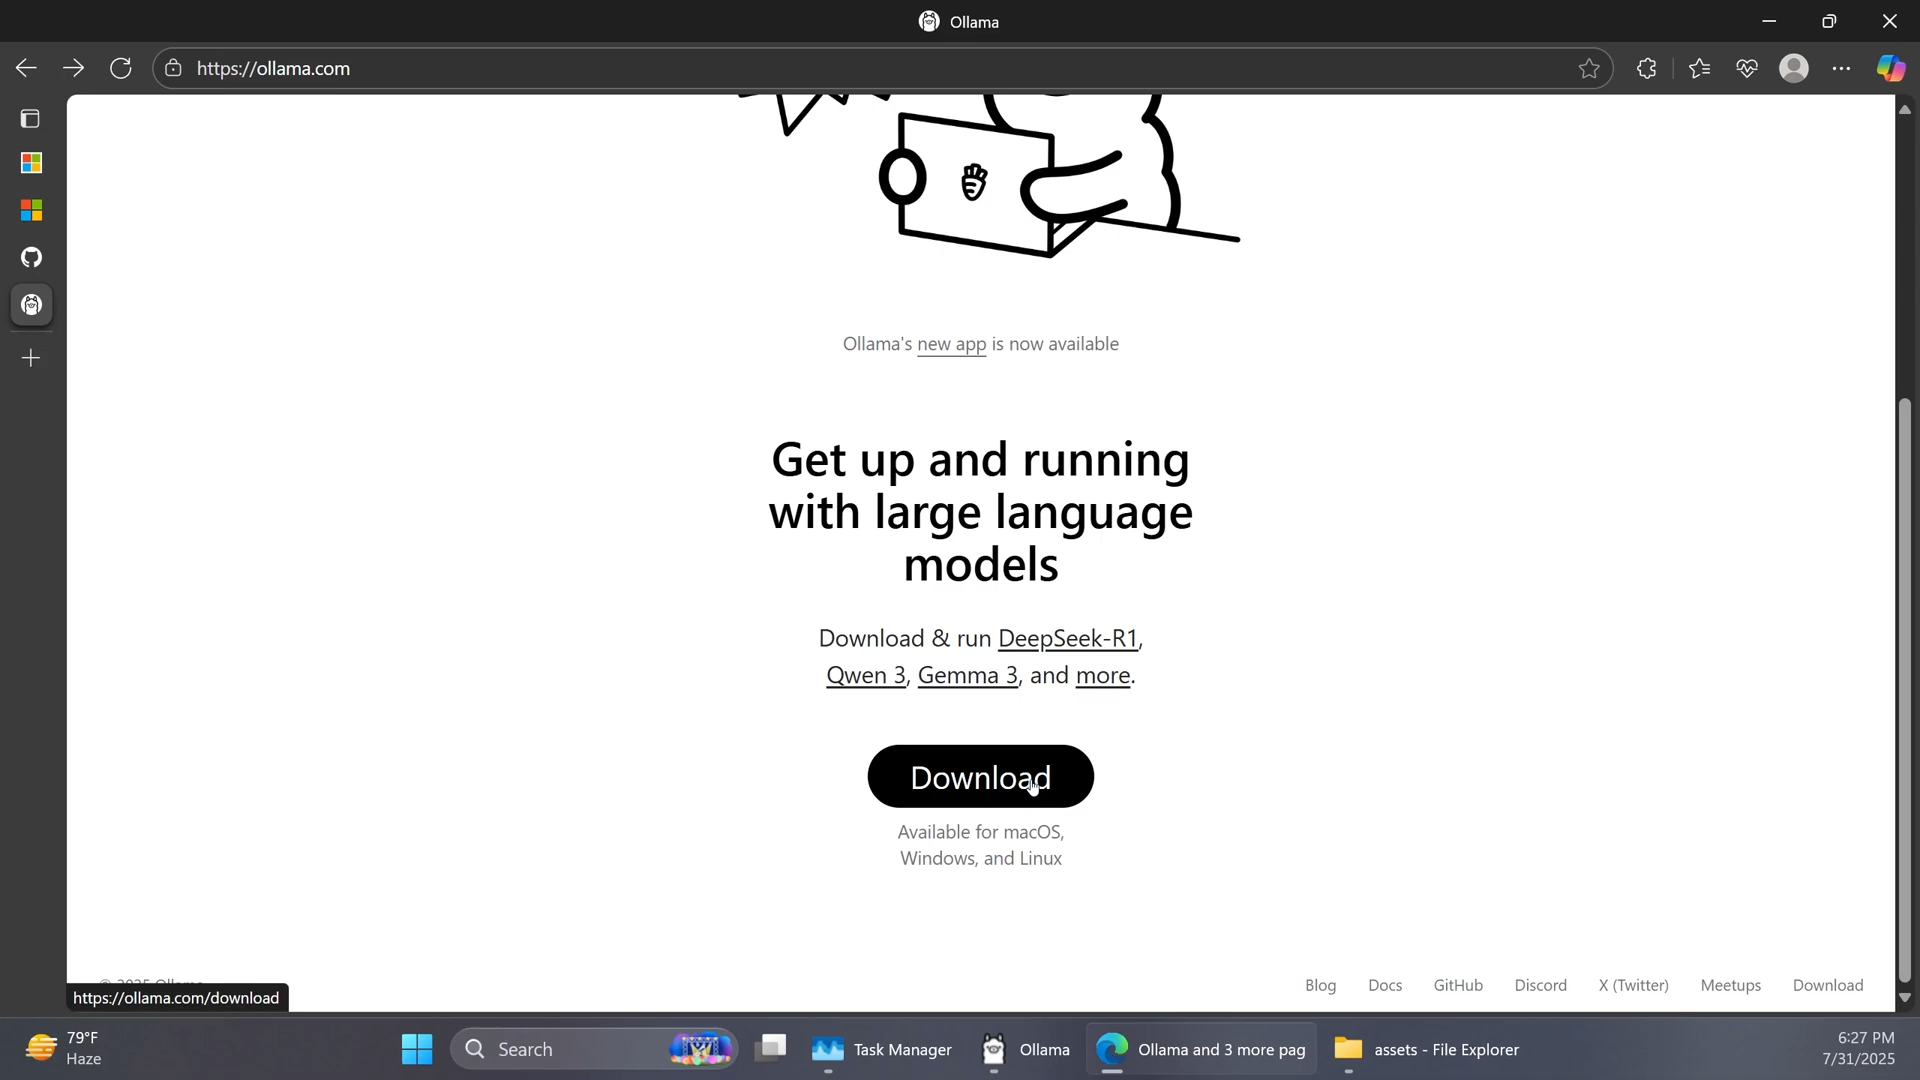 Ollama
https://ollama.com
Ollama's new app is now available
Get up and running
with large language
models
Download & run DeepSeek-R1,
Qwen 3, Gemma 3, and more.
Download
Available for macOS,
Windows, and Linux
© 2025 Ollama
Blog Docs GitHub Discord X (Twitter) Meetups Download
https://ollama.com/download
79°F
Haze
Search
Task Manager
Ollama
Ollama and 3 more pag
assets - File Explorer
6:27 PM
7/31/2025